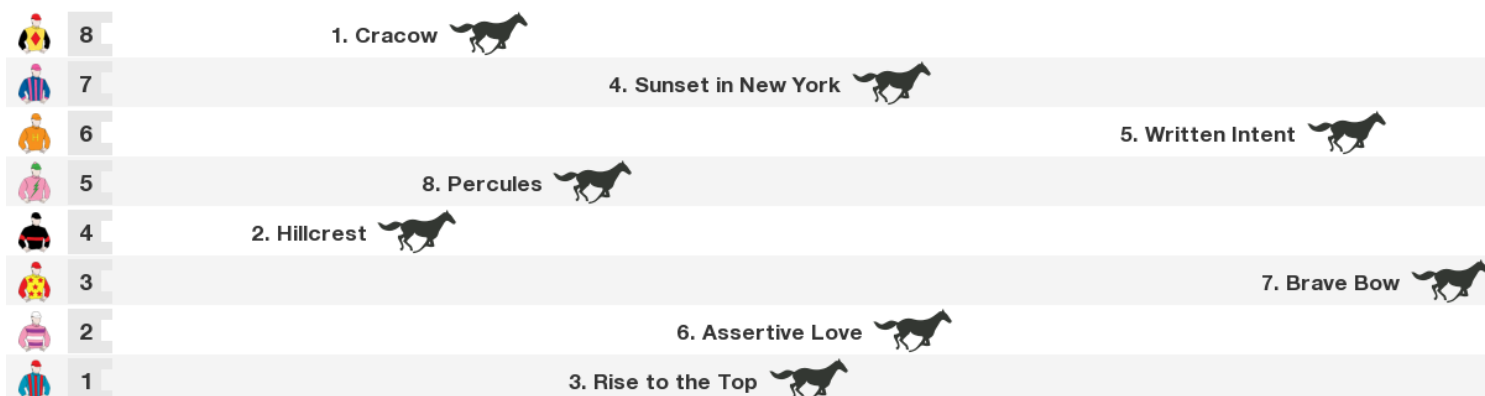 8 1. Cracow
7 4. Sunset in New York
6 5. Written Intent
5 8. Percules
4 2. Hillcrest
3 7. Brave Bow
2 6. Assertive Love
1 3. Rise to the Top